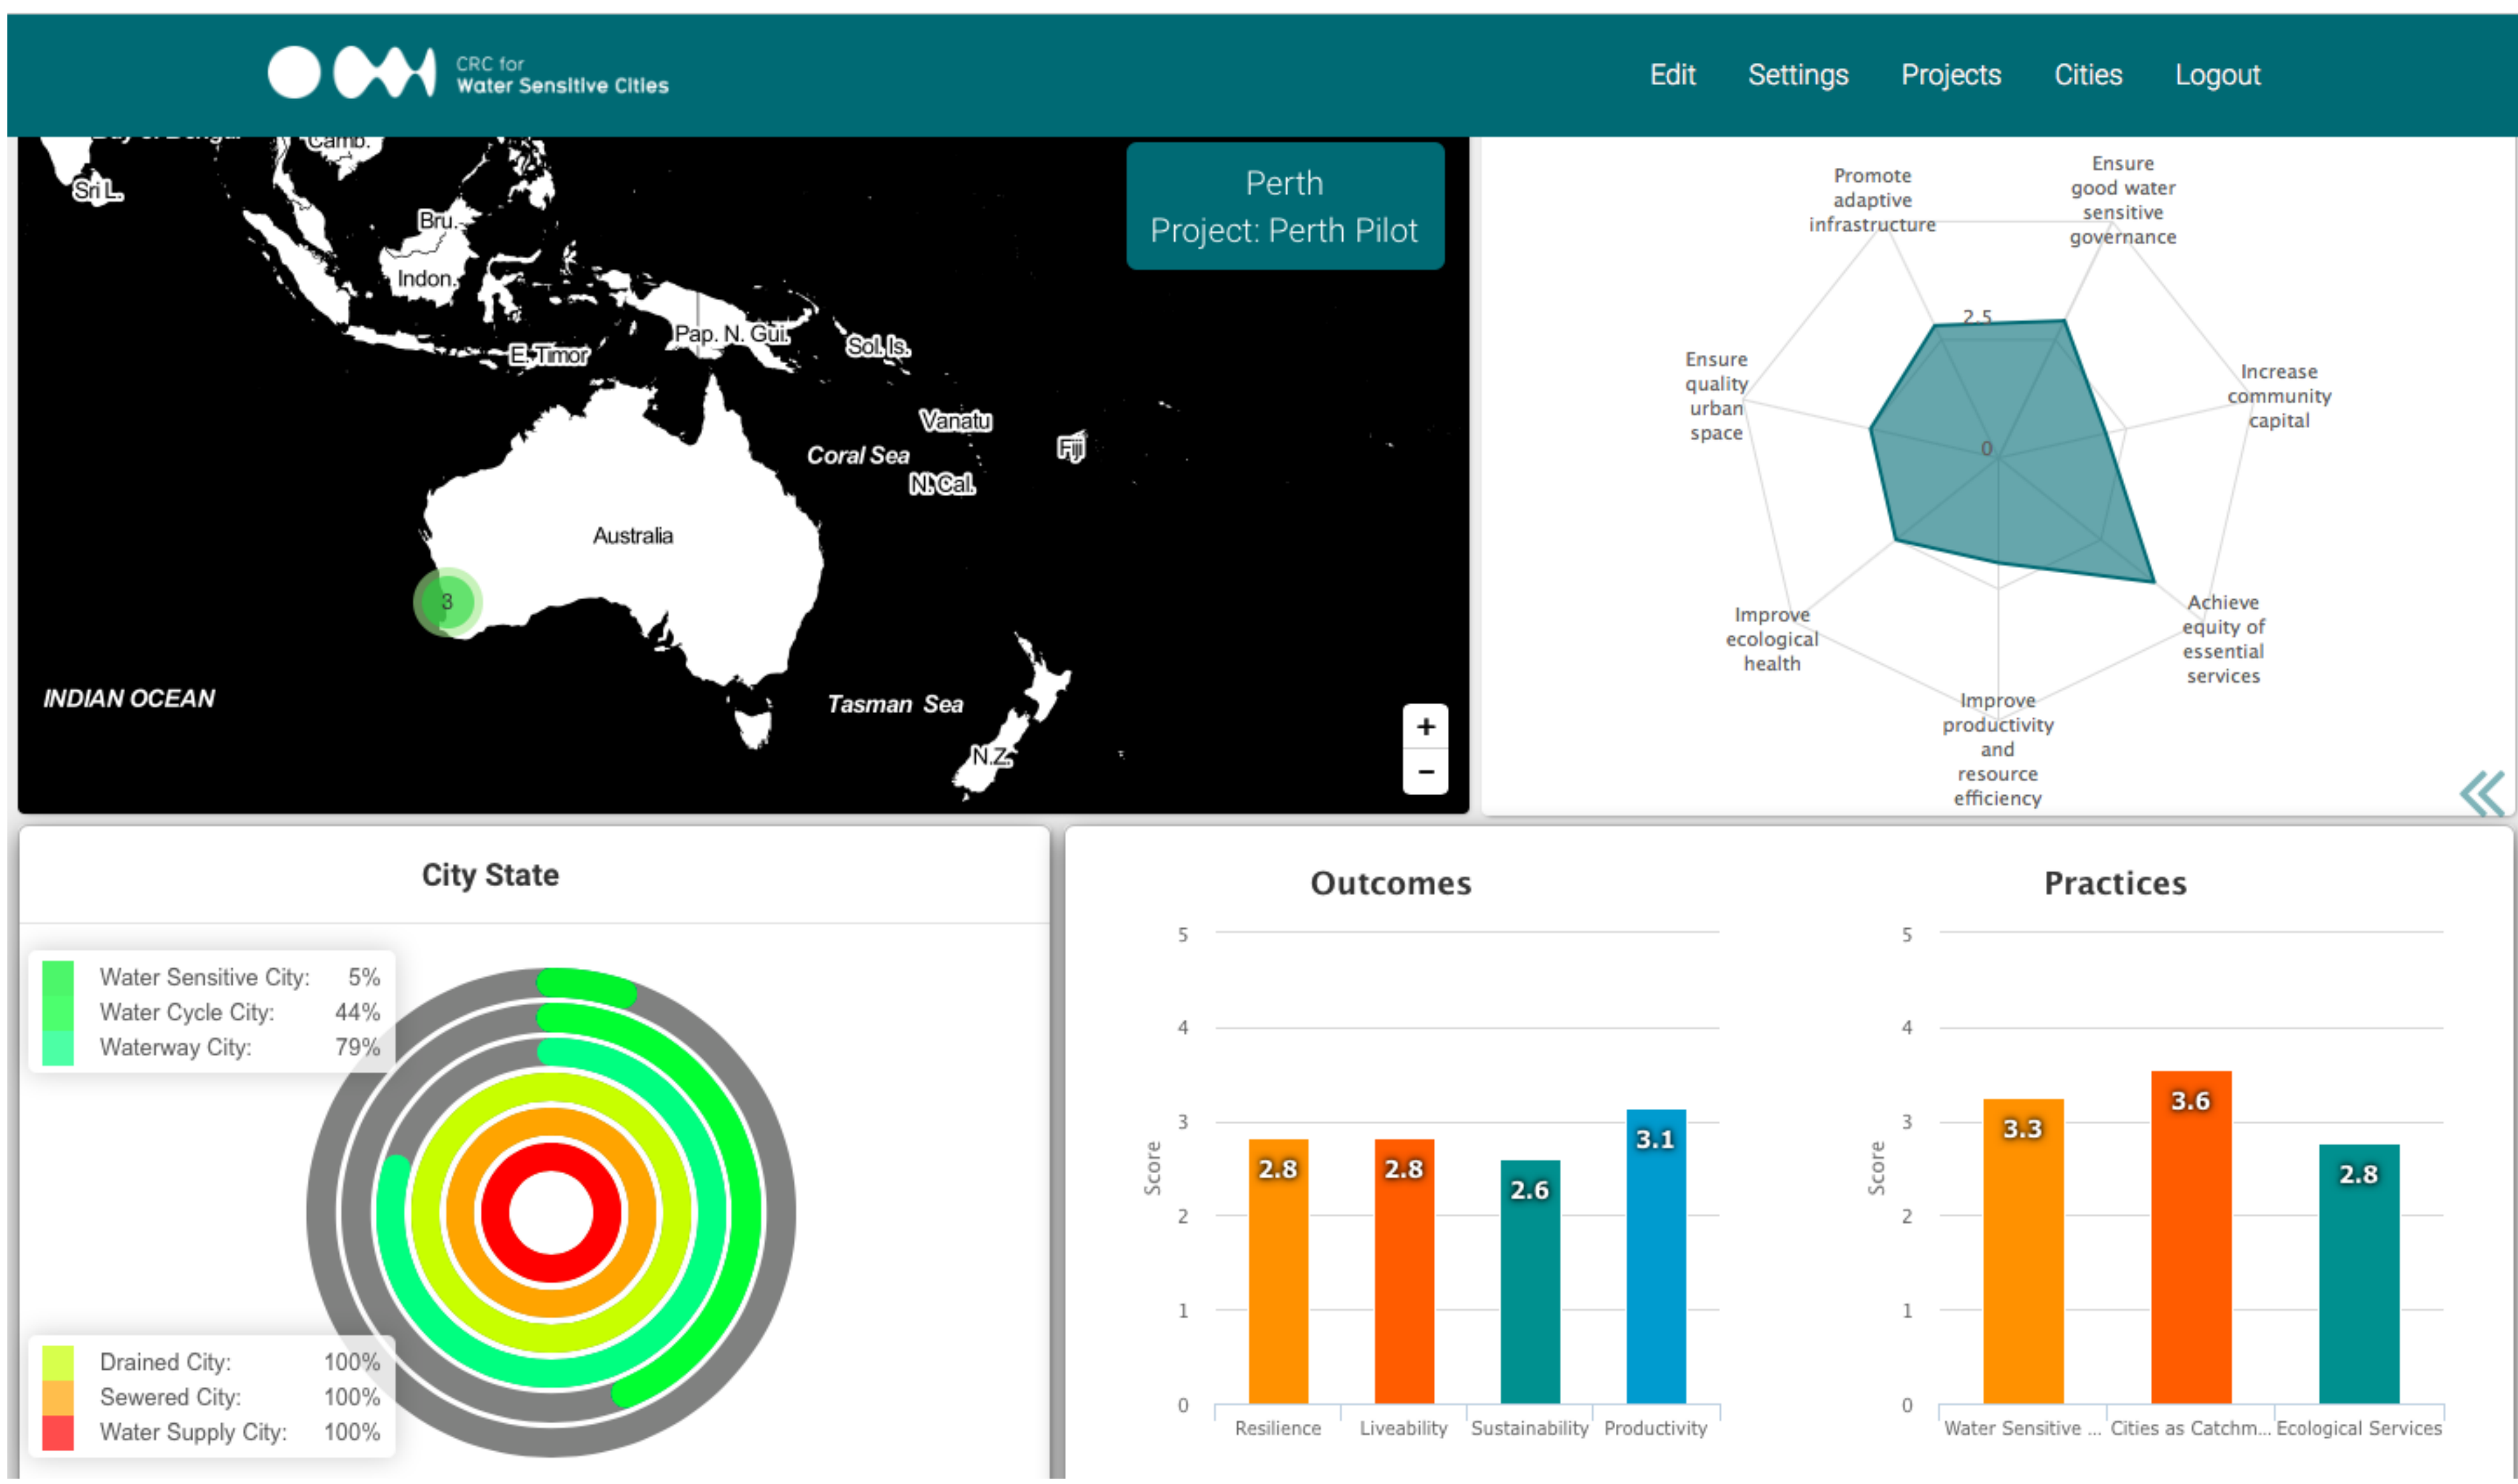 CRC for
Water Sensitive Cities
Edit Settings Projects Cities Logout
Camb.
Sri L.
Bru.
Indon.
E. Timor
Pap. N. Gui.
Sol. Is.
Vanatu
Fiji
Coral Sea
N. Cal.
Australia
3
INDIAN OCEAN
Tasman Sea
N.Z.
Perth
Project: Perth Pilot
+
−
Promote
adaptive
infrastructure
Ensure
good water
sensitive
governance
2.5
Ensure
quality
urban
space
Increase
community
capital
0
Improve
ecological
health
Achieve
equity of
essential
services
Improve
productivity
and
resource
efficiency
City State
Water Sensitive City: 5%
Water Cycle City: 44%
Waterway City: 79%
Drained City: 100%
Sewered City: 100%
Water Supply City: 100%
Outcomes
Score
5
4
3
2
1
0
2.8
2.8
2.6
3.1
Resilience Liveability Sustainability Productivity
Practices
Score
5
4
3
2
1
0
3.3
3.6
2.8
Water Sensitive ... Cities as Catchm... Ecological Services